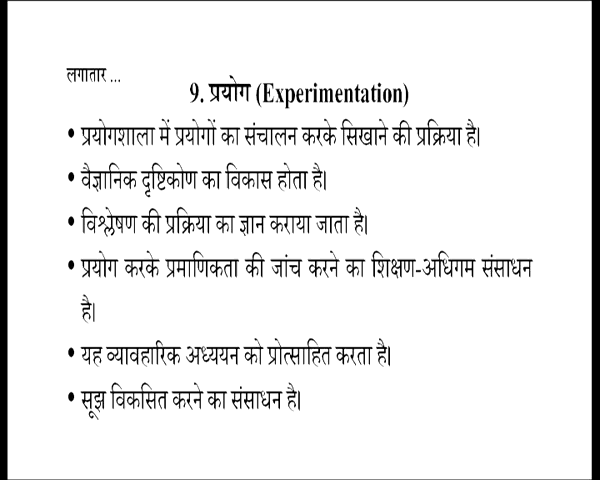 लगातार ...
9. प्रयोग (Experimentation)
• प्रयोगशाला में प्रयोगों का संचालन करके सिखाने की प्रक्रिया है।
• वैज्ञानिक दृष्टिकोण का विकास होता है।
• विश्लेषण की प्रक्रिया का ज्ञान कराया जाता है।
• प्रयोग करके प्रमाणिकता की जांच करने का शिक्षण-अधिगम संसाधन
है।
• यह व्यावहारिक अध्ययन को प्रोत्साहित करता है।
• सूझ विकसित करने का संसाधन है।